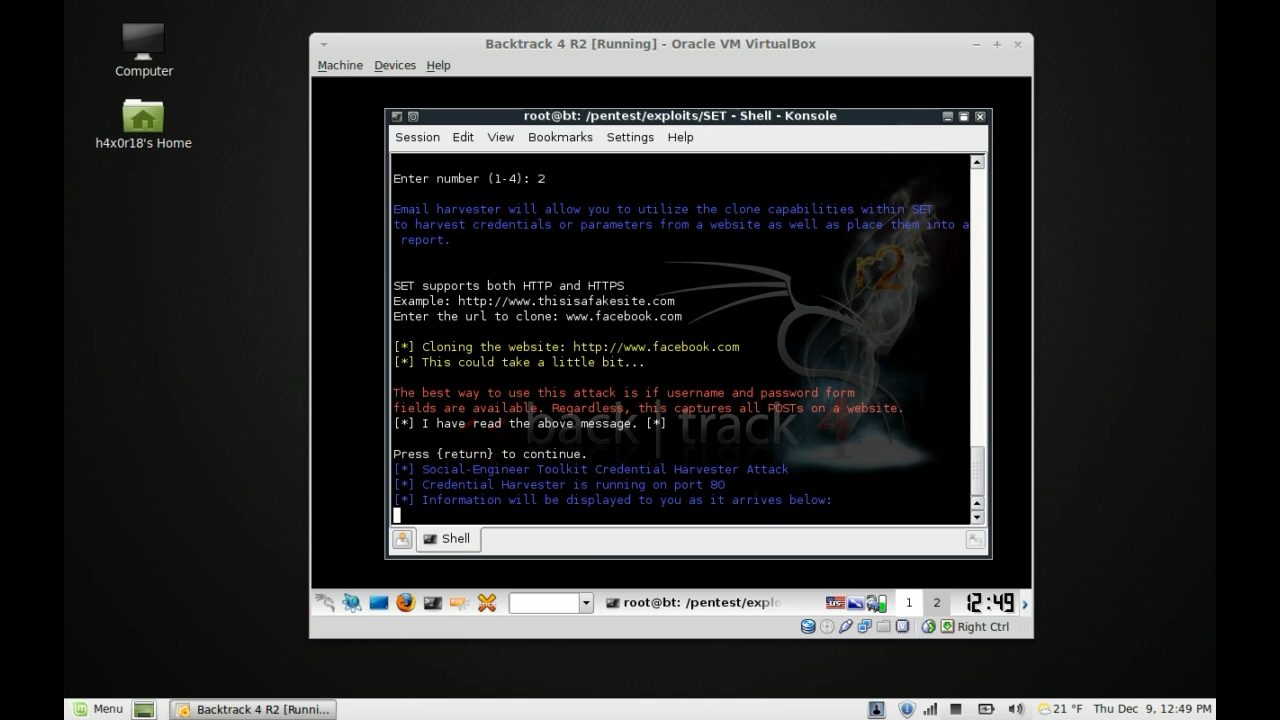 Computer
h4x0r18's Home
Backtrack 4 R2 [Running] - Oracle VM VirtualBox
Machine Devices Help
root@bt: /pentest/exploits/SET - Shell - Konsole
Session Edit View Bookmarks Settings Help
Enter number (1-4): 2
Email harvester will allow you to utilize the clone capabilities within SET
to harvest credentials or parameters from a website as well as place them into a
report.
SET supports both HTTP and HTTPS
Example: http://www.thisisafakesite.com
Enter the url to clone: www.facebook.com
[*] Cloning the website: http://www.facebook.com
[*] This could take a little bit...
The best way to use this attack is if username and password form
fields are available. Regardless, this captures all POSTs on a website.
[*] I have read the above message. [*]
Press {return} to continue.
[*] Social-Engineer Toolkit Credential Harvester Attack
[*] Credential Harvester is running on port 80
[*] Information will be displayed to you as it arrives below:
r2
back | track 4
Shell
root@bt: /pentest/explo
us
1 2 12:49
Right Ctrl
Menu Backtrack 4 R2 [Runni... 21 °F Thu Dec 9, 12:49 PM